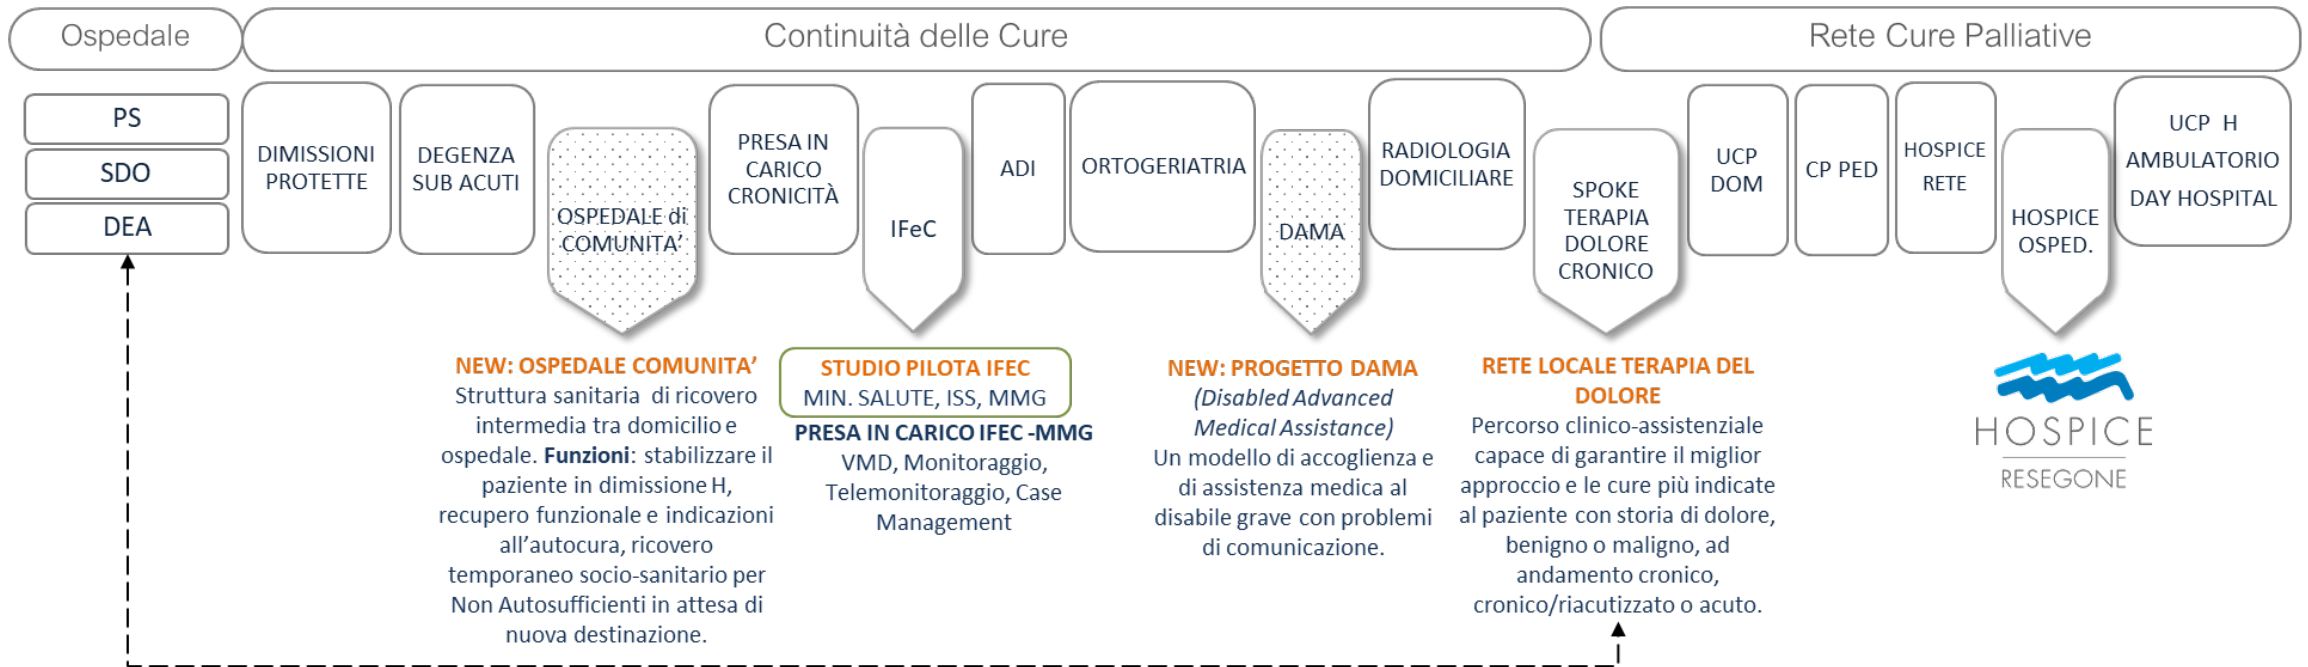 Ospedale
Continuità delle Cure
Rete Cure Palliative
PS
SDO
DEA
DIMISSIONI
PROTETTE
DEGENZA
SUB ACUTI
OSPEDALE di
COMUNITA’
PRESA IN
CARICO
CRONICITÀ
IFeC
ADI
ORTOGERIATRIA
DAMA
RADIOLOGIA
DOMICILIARE
SPOKE
TERAPIA
DOLORE
CRONICO
UCP
DOM
CP PED
HOSPICE
RETE
HOSPICE
OSPED.
UCP H
AMBULATORIO
DAY HOSPITAL
NEW: OSPEDALE COMUNITA’
Struttura sanitaria di ricovero
intermedia tra domicilio e
ospedale. Funzioni: stabilizzare il
paziente in dimissione H,
recupero funzionale e indicazioni
all’autocura, ricovero
temporaneo socio-sanitario per
Non Autosufficienti in attesa di
nuova destinazione.
STUDIO PILOTA IFEC
MIN. SALUTE, ISS, MMG
PRESA IN CARICO IFEC -MMG
VMD, Monitoraggio,
Telemonitoraggio, Case
Management
NEW: PROGETTO DAMA
(Disabled Advanced
Medical Assistance)
Un modello di accoglienza e
di assistenza medica al
disabile grave con problemi
di comunicazione.
RETE LOCALE TERAPIA DEL
DOLORE
Percorso clinico-assistenziale
capace di garantire il miglior
approccio e le cure più indicate
al paziente con storia di dolore,
benigno o maligno, ad
andamento cronico,
cronico/riacutizzato o acuto.
HOSPICE
RESEGONE